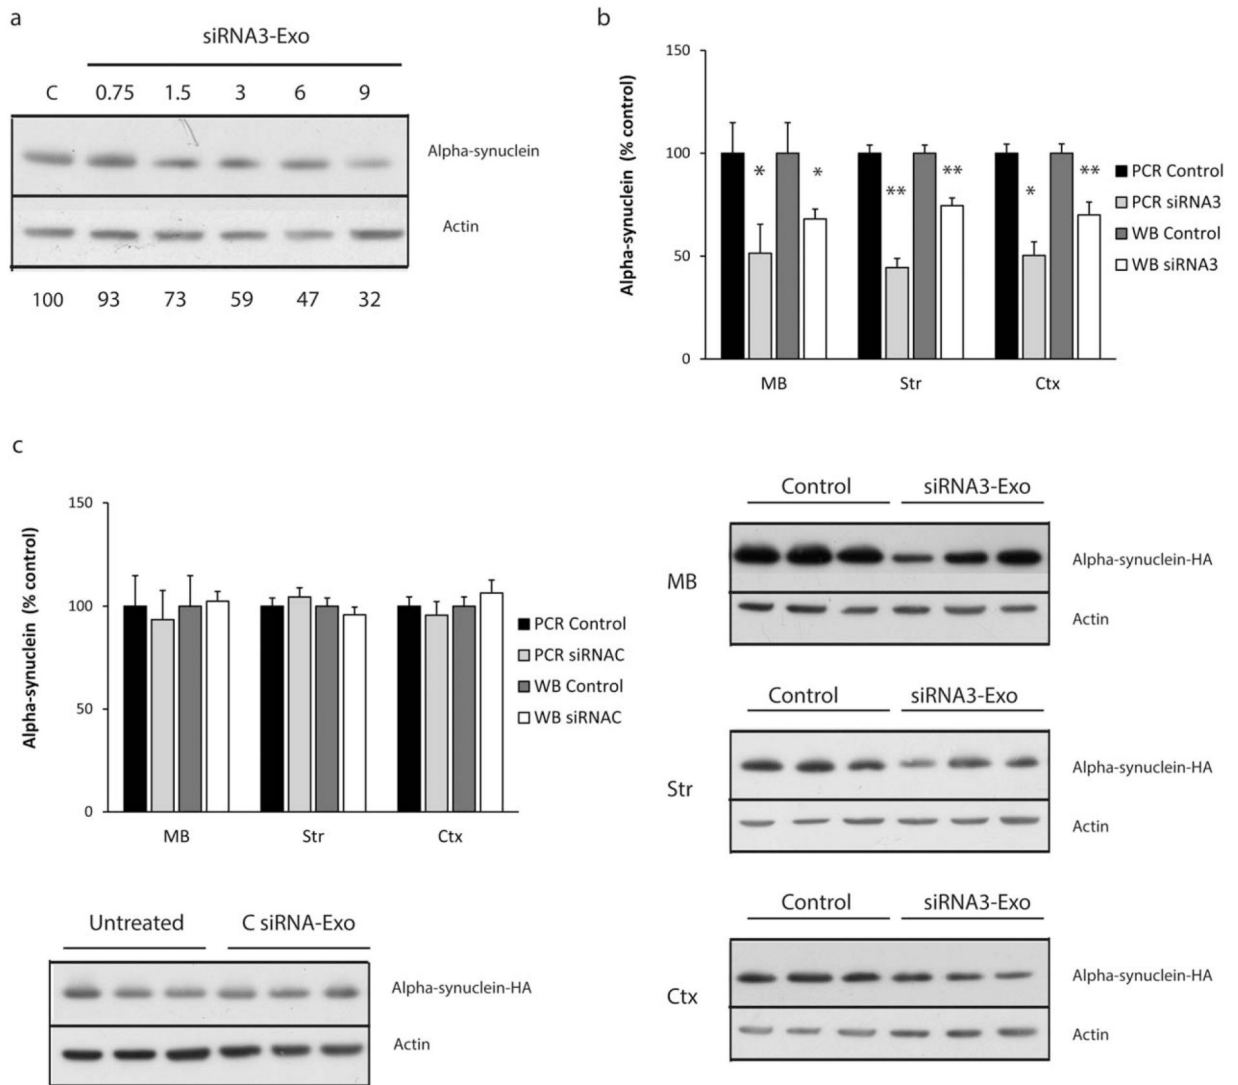 a
siRNA3-Exo
C 0.75 1.5 3 6 9
Alpha-synuclein
Actin
100 93 73 59 47 32
b
Alpha-synuclein (% control)
150
100
50
0
* * ** ** * **
MB Str Ctx
PCR Control
PCR siRNA3
WB Control
WB siRNA3
c
Alpha-synuclein (% control)
150
100
50
0
MB Str Ctx
PCR Control
PCR siRNAC
WB Control
WB siRNAC
Untreated C siRNA-Exo
Alpha-synuclein-HA
Actin
Control siRNA3-Exo
MB
Alpha-synuclein-HA
Actin
Control siRNA3-Exo
Str
Alpha-synuclein-HA
Actin
Control siRNA3-Exo
Ctx
Alpha-synuclein-HA
Actin